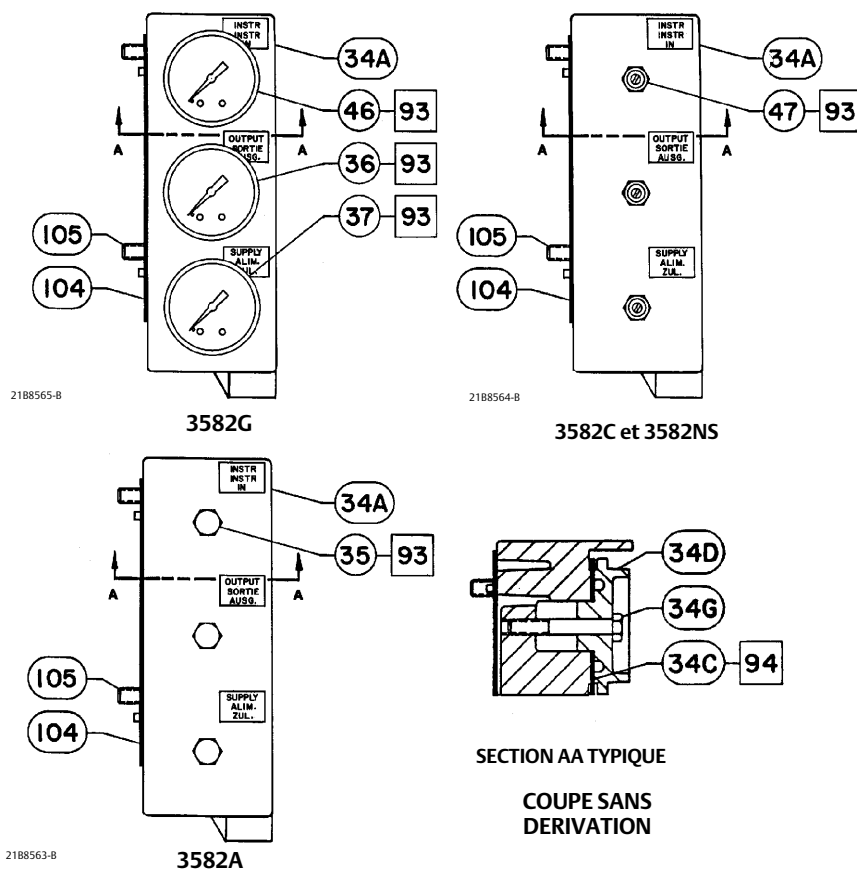 INSTR
INSTR
IN
34A
46
93
A
A
OUTPUT
SORTIE
AUSG.
36
93
37
93
105
SUPPLY
ALIM.
ZUL.
104
21B8565-B
3582G
INSTR
INSTR
IN
34A
47
93
A
A
OUTPUT
SORTIE
AUSG.
105
SUPPLY
ALIM.
ZUL.
104
21B8564-B
3582C et 3582NS
INSTR
INSTR
IN
34A
35
93
A
A
OUTPUT
SORTIE
AUSG.
105
SUPPLY
ALIM.
ZUL.
104
21B8563-B
3582A
34D
34G
34C
94
SECTION AA TYPIQUE
COUPE SANS
DERIVATION